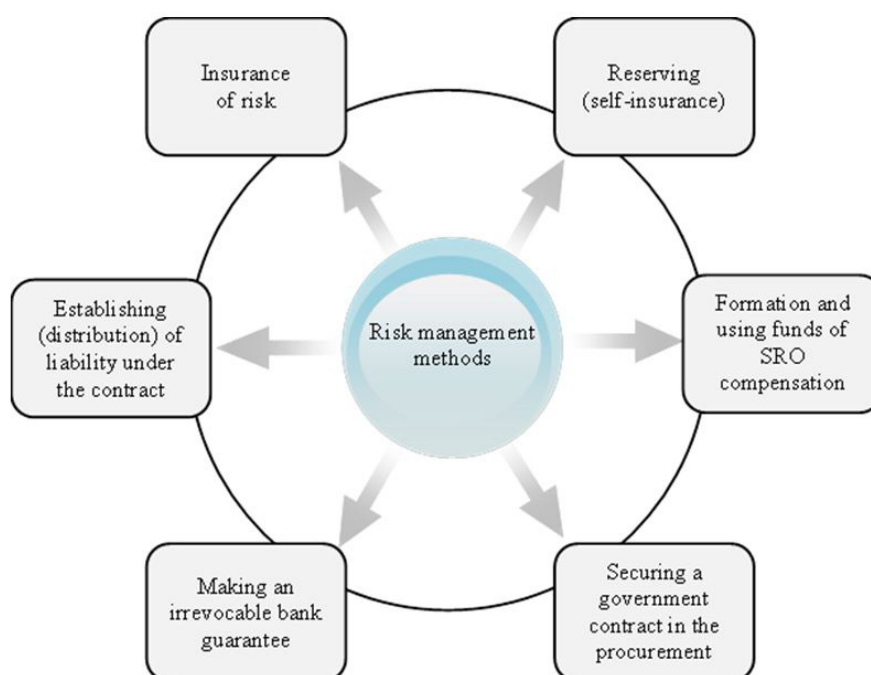 Insurance
of risk
Reserving
(self-insurance)
Establishing
(distribution) of
liability under
the contract
Risk management
methods
Formation and
using funds of
SRO
compensation
Making an
irrevocable bank
guarantee
Securing a
government
contract in the
procurement